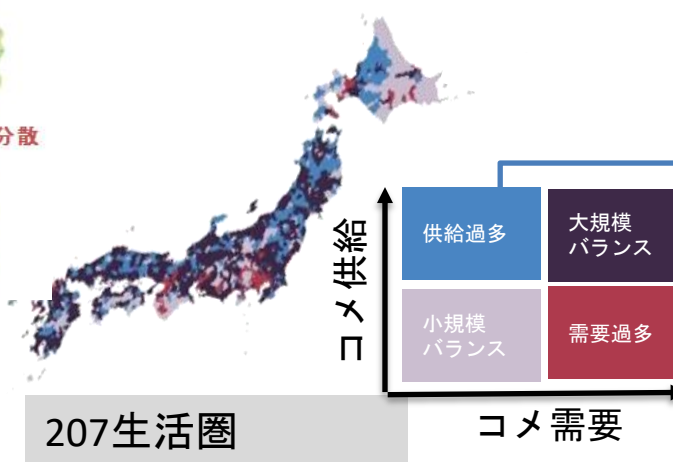 分散
コメ供給
供給過多
大規模
バランス
小規模
バランス
需要過多
コメ需要
207生活圏